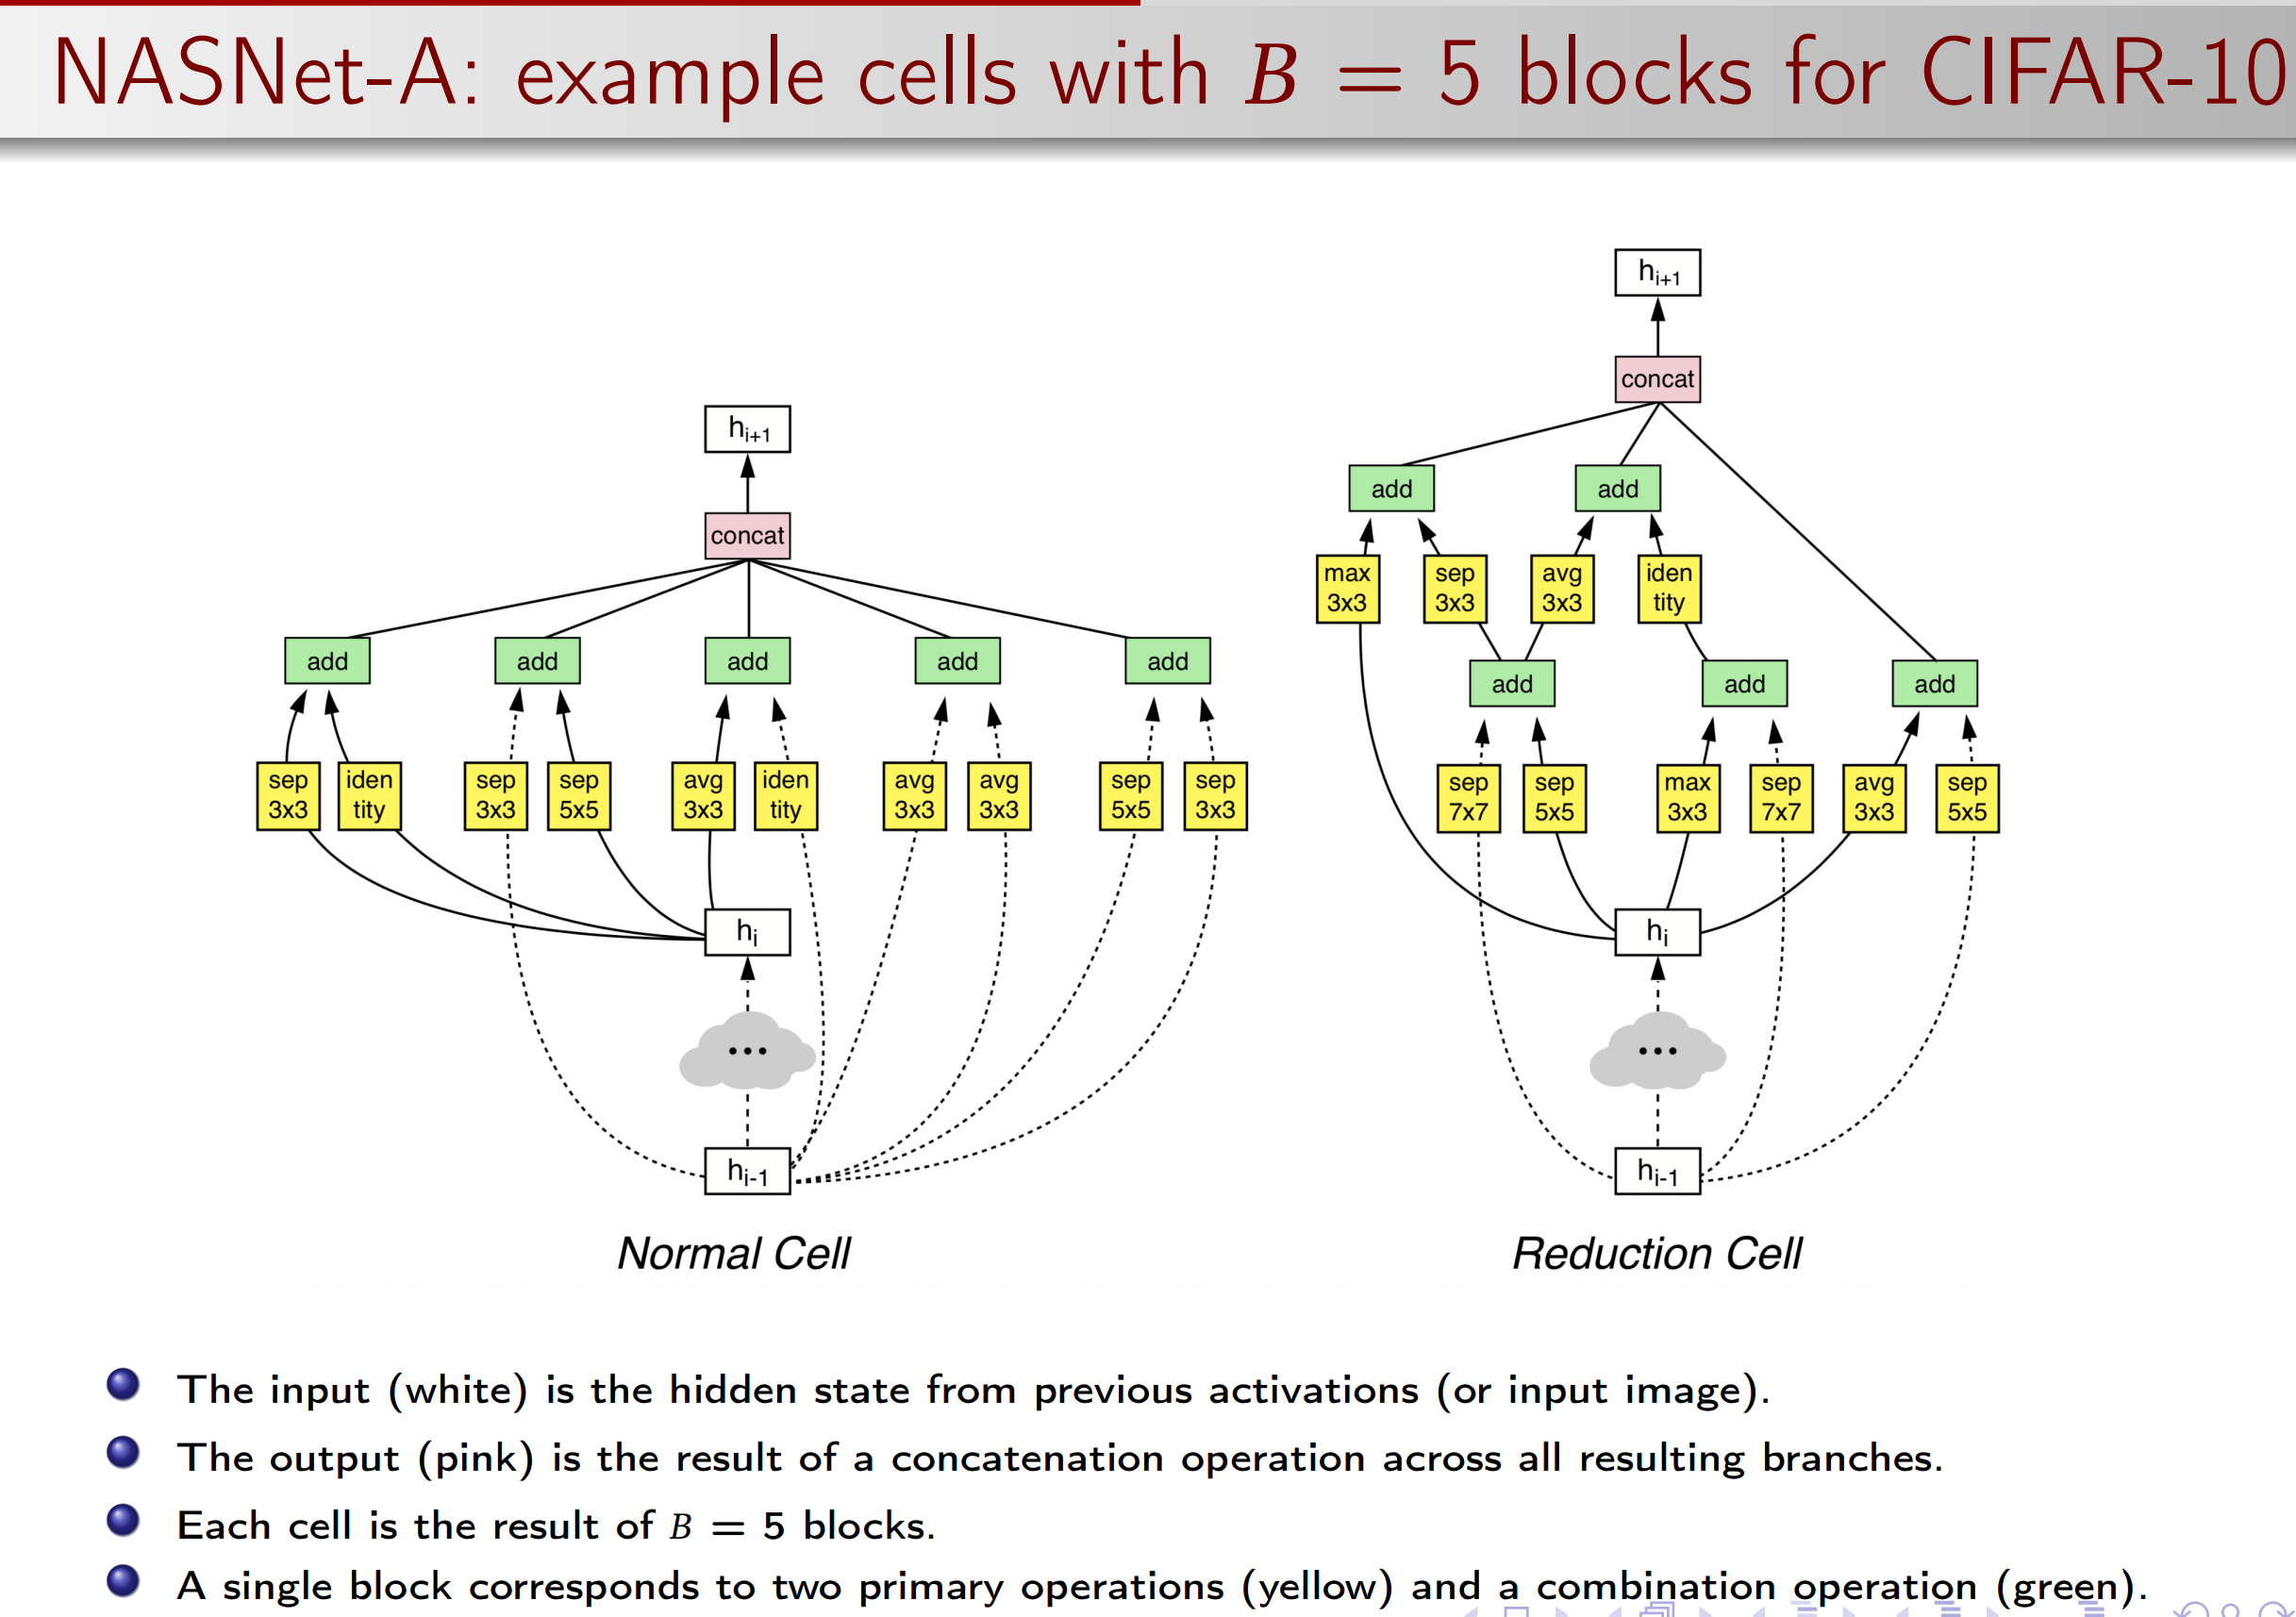 NASNet-A: example cells with B = 5 blocks for CIFAR-10
hi+1
concat
add add add add add
sep 3x3
iden tity
sep 3x3
sep 5x5
avg 3x3
iden tity
avg 3x3
avg 3x3
sep 5x5
sep 3x3
hi
...
hi-1
Normal Cell
hi+1
concat
add add
max 3x3
sep 3x3
avg 3x3
iden tity
add add add
sep 7x7
sep 5x5
max 3x3
sep 7x7
avg 3x3
sep 5x5
hi
...
hi-1
Reduction Cell
The input (white) is the hidden state from previous activations (or input image).
The output (pink) is the result of a concatenation operation across all resulting branches.
Each cell is the result of B = 5 blocks.
A single block corresponds to two primary operations (yellow) and a combination operation (green).